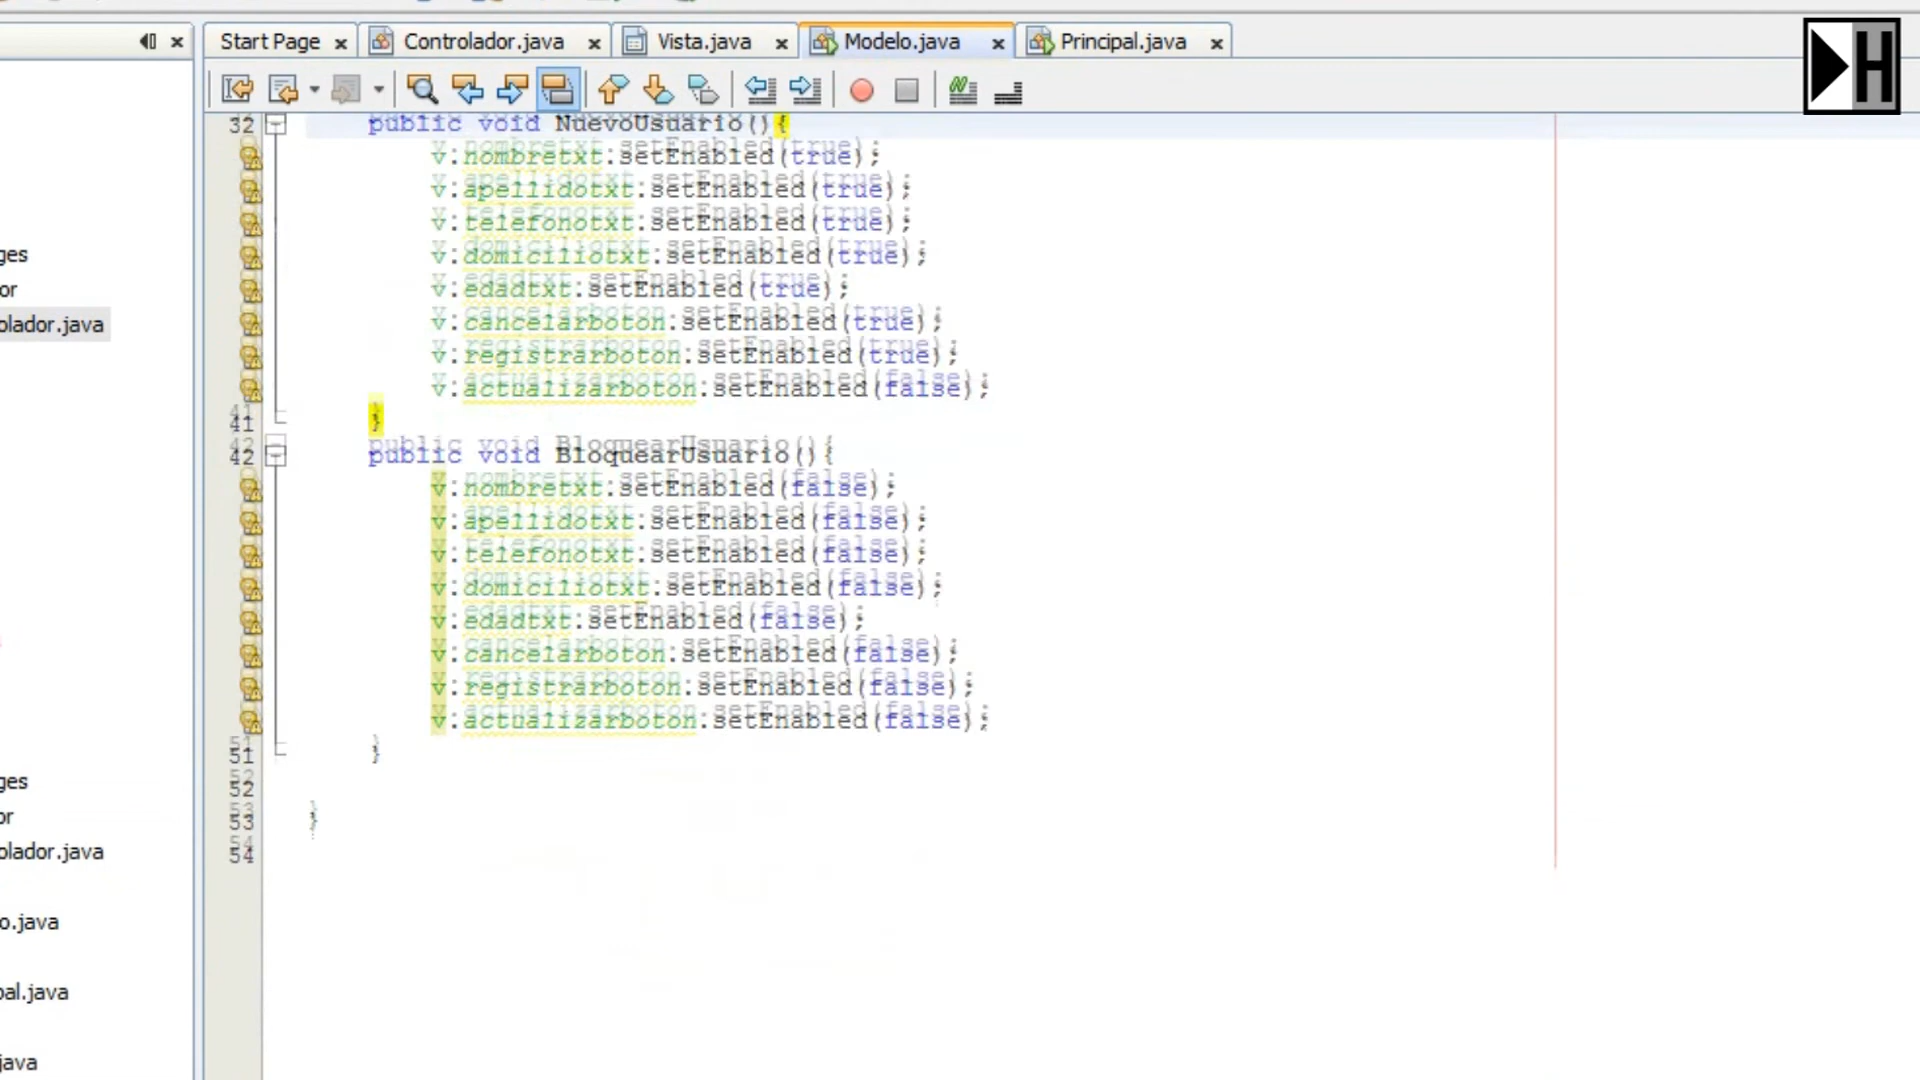 Start Page
Controlador.java
Vista.java
Modelo.java
Principal.java
H
32 public void NuevoUsuario(){
v.nombretxt.setEnabled(true);
v.apellidotxt.setEnabled(true);
v.telefonotxt.setEnabled(true);
v.domiciliotxt.setEnabled(true);
v.edadtxt.setEnabled(true);
v.cancelarboton.setEnabled(true);
v.registrarboton.setEnabled(true);
v.actualizarboton.setEnabled(false);
41 }
42 public void BloquearUsuario(){
v.nombretxt.setEnabled(false);
v.apellidotxt.setEnabled(false);
v.telefonotxt.setEnabled(false);
v.domiciliotxt.setEnabled(false);
v.edadtxt.setEnabled(false);
v.cancelarboton.setEnabled(false);
v.registrarboton.setEnabled(false);
v.actualizarboton.setEnabled(false);
51 }
52
53 }
54
ges
or
olador.java
ges
or
olador.java
o.java
pal.java
java